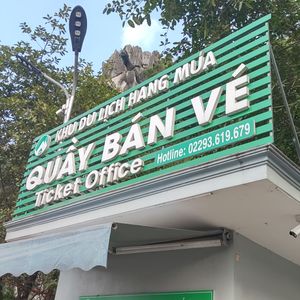 KHU DU LỊCH HANG MÚA
QUẦY BÁN VÉ
Ticket Office
Hotline: 02293.619.679